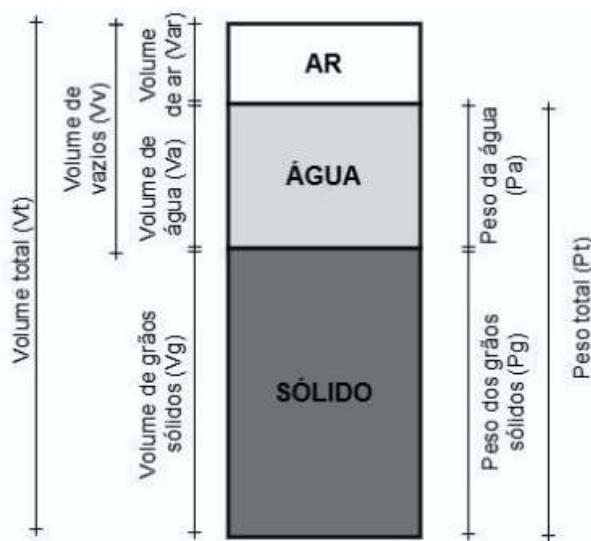 Volume total (Vt)
Volume de
vazios (Vv)
Volume
de ar (Var)
Volume de
água (Va)
Volume de grãos
sólidos (Vg)
AR
ÁGUA
SÓLIDO
Peso da água
(Pa)
Peso dos grãos
sólidos (Pg)
Peso total (Pt)